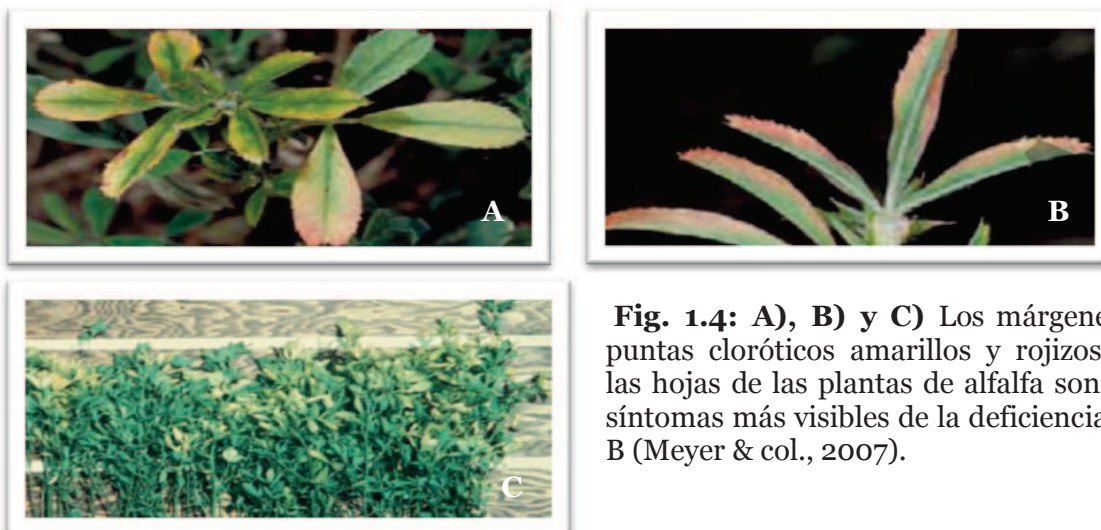 A
B
C
Fig. 1.4: A), B) y C) Los márgene
puntas cloróticos amarillos y rojizos
las hojas de las plantas de alfalfa son
síntomas más visibles de la deficiencia
B (Meyer & col., 2007).